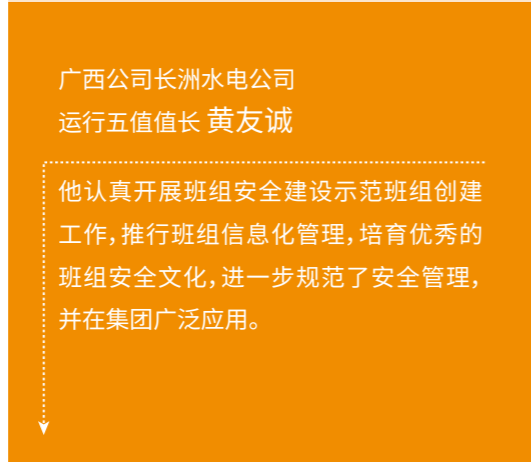 广西公司长洲水电公司
运行五值值长 黄友诚
他认真开展班组安全建设示范班组创建
工作，推行班组信息化管理，培育优秀的
班组安全文化，进一步规范了安全管理，
并在集团广泛应用。